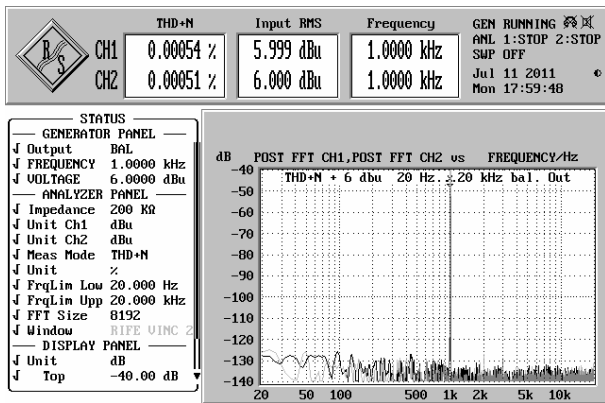 THD+N Input RMS Frequency
R S
CH1 0.00054 % 5.999 dBu 1.0000 kHz
CH2 0.00051 % 6.000 dBu 1.0000 kHz
GEN RUNNING
ANL 1:STOP 2:STOP
SWP OFF
Jul 11 2011
Mon 17:59:48
STATUS
GENERATOR PANEL
Output BAL
FREQUENCY 1.0000 kHz
VOLTAGE 6.0000 dBu
ANALYZER PANEL
Impedance 200 KΩ
Unit Ch1 dBu
Unit Ch2 dBu
Meas Mode THD+N
Unit %
FrqLim Low 20.000 Hz
FrqLim Upp 20.000 kHz
FFT Size 8192
Window RIFE VINC 2
DISPLAY PANEL
Unit dB
Top -40.00 dB
dB POST FFT CH1,POST FFT CH2 vs FREQUENCY/Hz
THD+N + 6 dbu 20 Hz...20 kHz bal. Out
-40
-50
-60
-70
-80
-90
-100
-110
-120
-130
-140
20 50 100 500 1k 2k 5k 10k